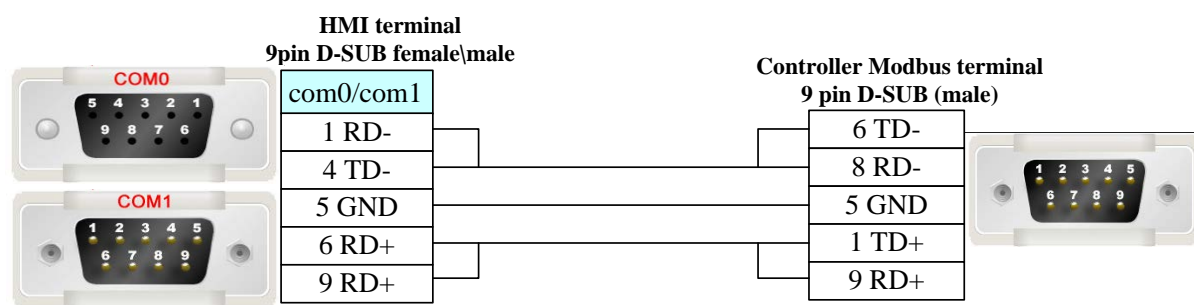 HMI terminal
9pin D-SUB female\male
COM0
5 4 3 2 1
9 8 7 6
COM1
1 2 3 4 5
6 7 8 9
com0/com1
1 RD-
4 TD-
5 GND
6 RD+
9 RD+
Controller Modbus terminal
9 pin D-SUB (male)
6 TD-
8 RD-
5 GND
1 TD+
9 RD+
1 2 3 4 5
6 7 8 9